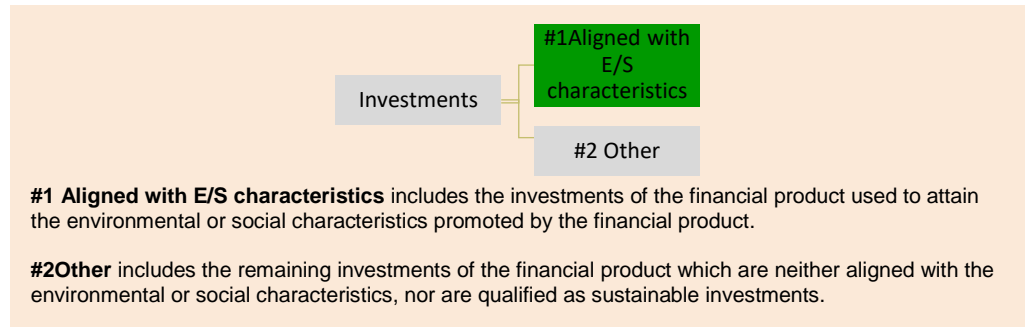 #1Aligned with
E/S
characteristics
Investments
#2 Other
#1 Aligned with E/S characteristics includes the investments of the financial product used to attain
the environmental or social characteristics promoted by the financial product.
#2Other includes the remaining investments of the financial product which are neither aligned with the
environmental or social characteristics, nor are qualified as sustainable investments.